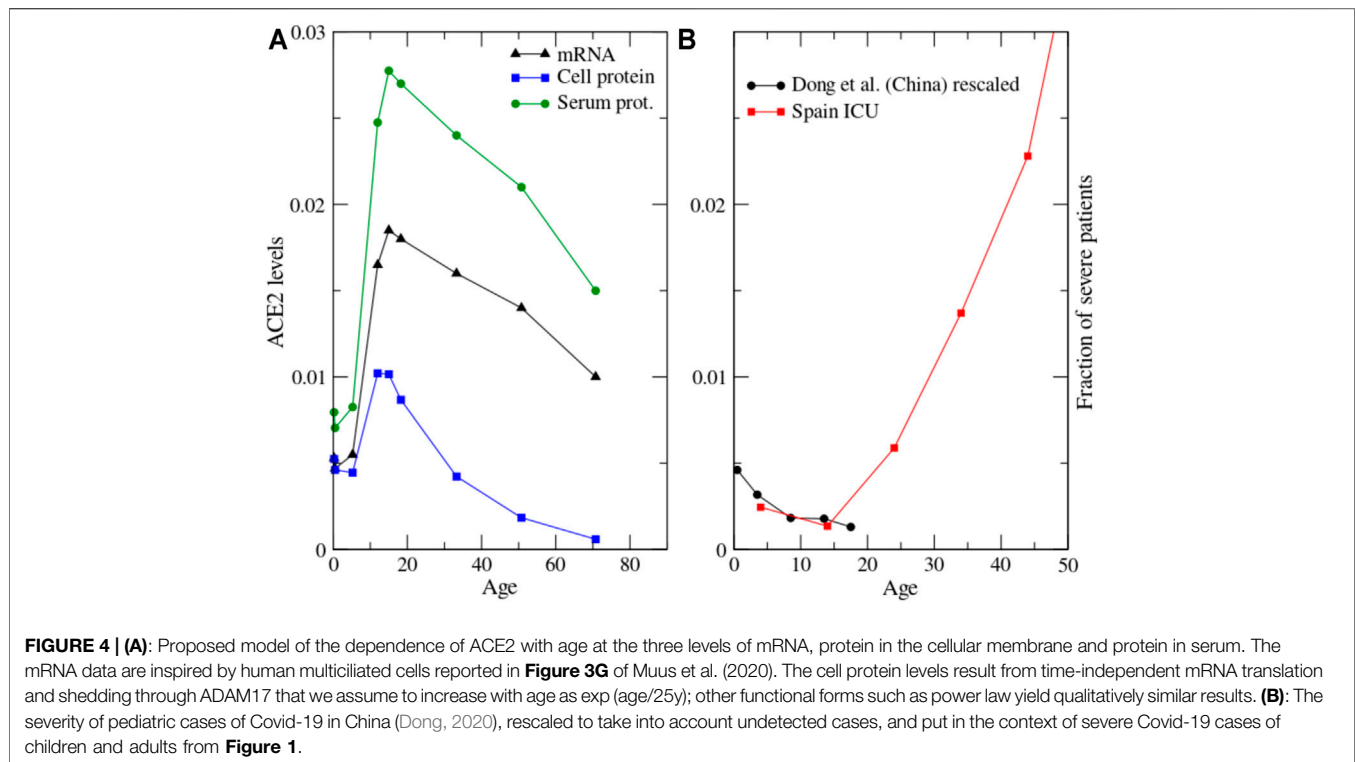 A
0.03
mRNA
Cell protein
Serum prot.
0.02
0.01
0
ACE2 levels
0 20 40 60 80
Age
B
Dong et al. (China) rescaled
Spain ICU
0.02
0.01
0
Fraction of severe patients
0 10 20 30 40 50
Age
FIGURE 4 | (A): Proposed model of the dependence of ACE2 with age at the three levels of mRNA, protein in the cellular membrane and protein in serum. The
mRNA data are inspired by human multiciliated cells reported in Figure 3G of Muus et al. (2020). The cell protein levels result from time-independent mRNA translation
and shedding through ADAM17 that we assume to increase with age as exp (age/25y); other functional forms such as power law yield qualitatively similar results. (B): The
severity of pediatric cases of Covid-19 in China (Dong, 2020), rescaled to take into account undetected cases, and put in the context of severe Covid-19 cases of
children and adults from Figure 1.